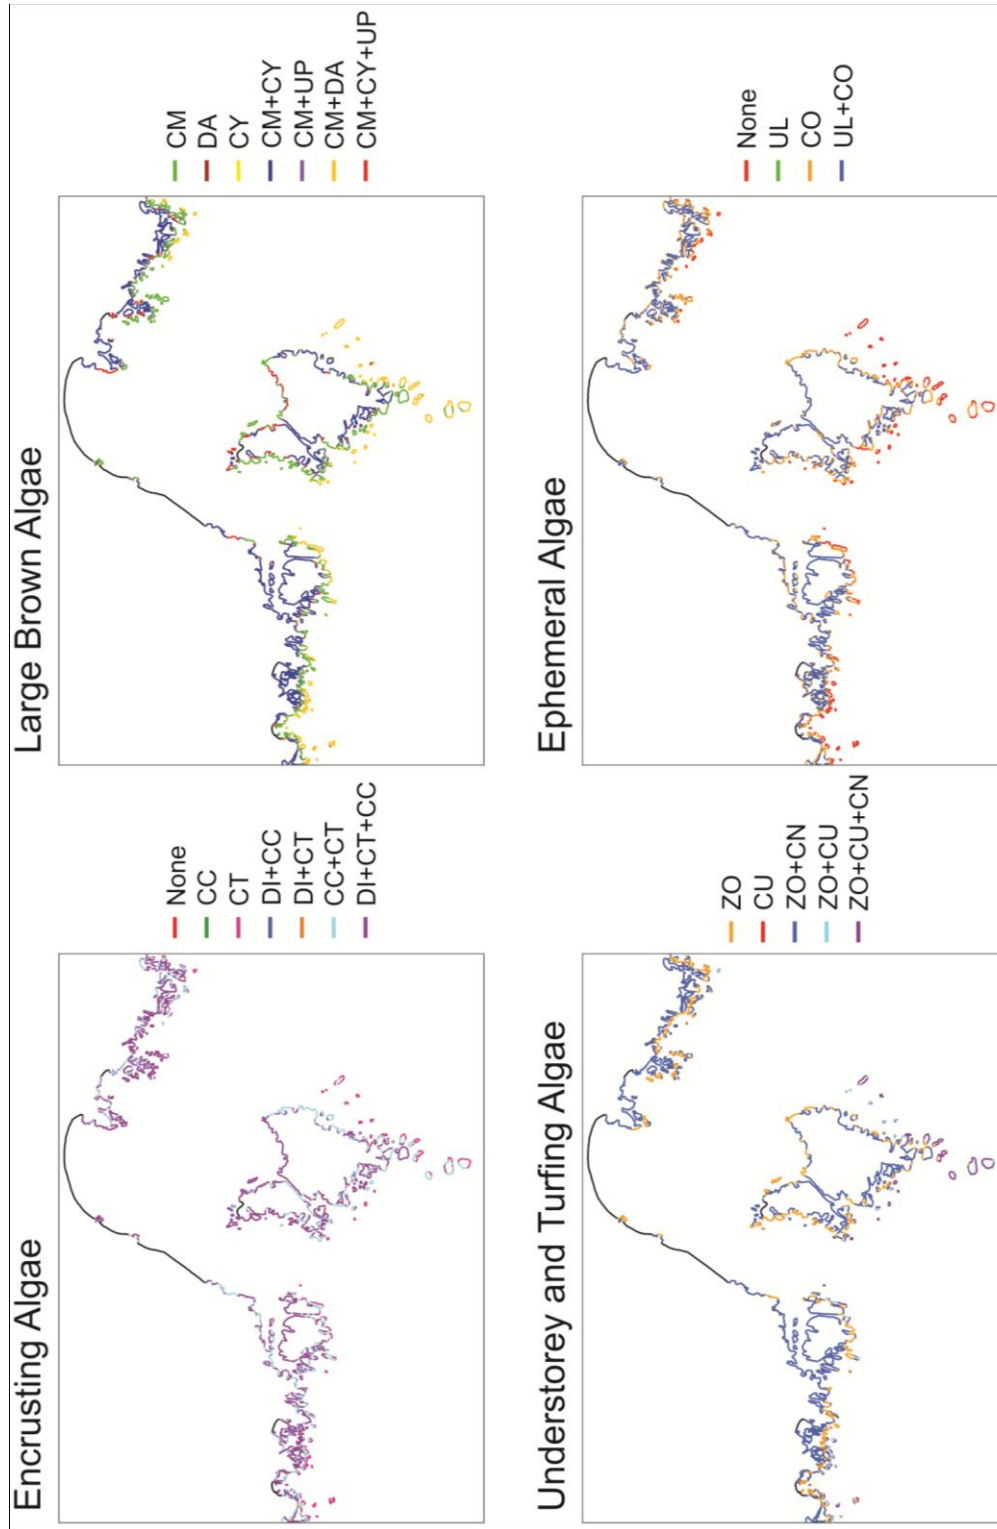 Encrusting Algae
None
CC
CT
DI+CC
DI+CT
CC+CT
DI+CT+CC
Large Brown Algae
CM
DA
CY
CM+CY
CM+UP
CM+DA
CM+CY+UP
Understorey and Turfing Algae
ZO
CU
ZO+CN
ZO+CU
ZO+CU+CN
Ephemeral Algae
None
UL
CO
UL+CO